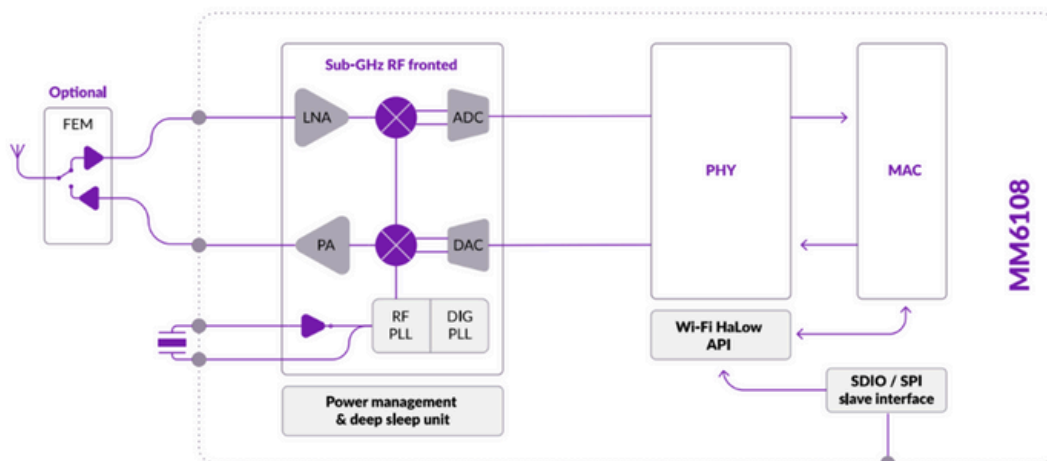 Optional
FEM
Sub-GHz RF fronted
LNA
ADC
PA
DAC
RF
PLL
DIG
PLL
Power management
& deep sleep unit
PHY
MAC
Wi-Fi HaLow
API
SDIO / SPI
slave interface
MM6108